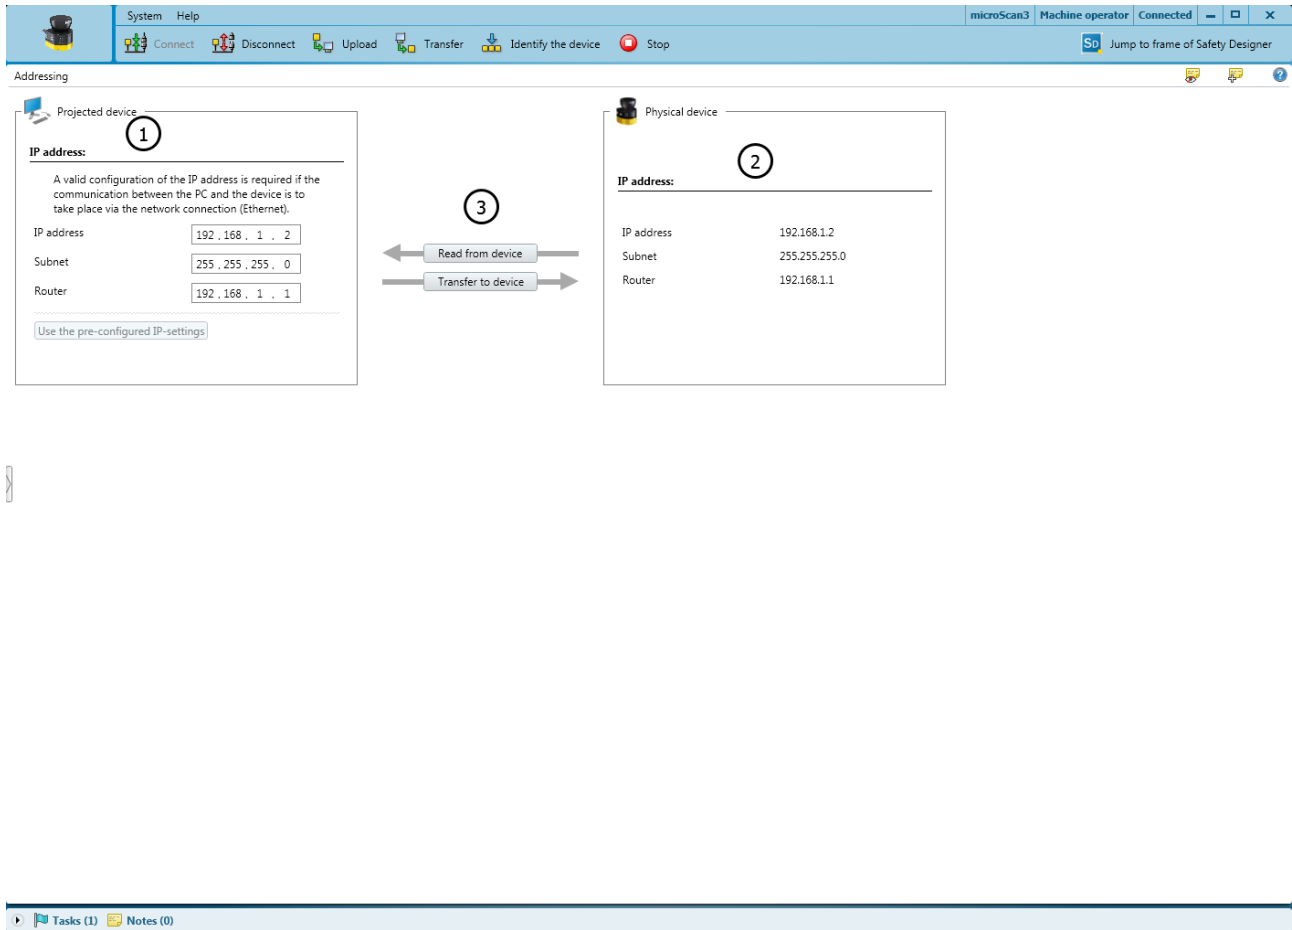 System Help
microScan3 Machine operator Connected
Connect Disconnect Upload Transfer Identify the device Stop
SD Jump to frame of Safety Designer
Addressing
Projected device
1
IP address:
A valid configuration of the IP address is required if the
communication between the PC and the device is to
take place via the network connection (Ethernet).
IP address 192 . 168 . 1 . 2
Subnet 255 . 255 . 255 . 0
Router 192 . 168 . 1 . 1
Use the pre-configured IP-settings
3
Read from device
Transfer to device
Physical device
2
IP address:
IP address 192.168.1.2
Subnet 255.255.255.0
Router 192.168.1.1
Tasks (1) Notes (0)